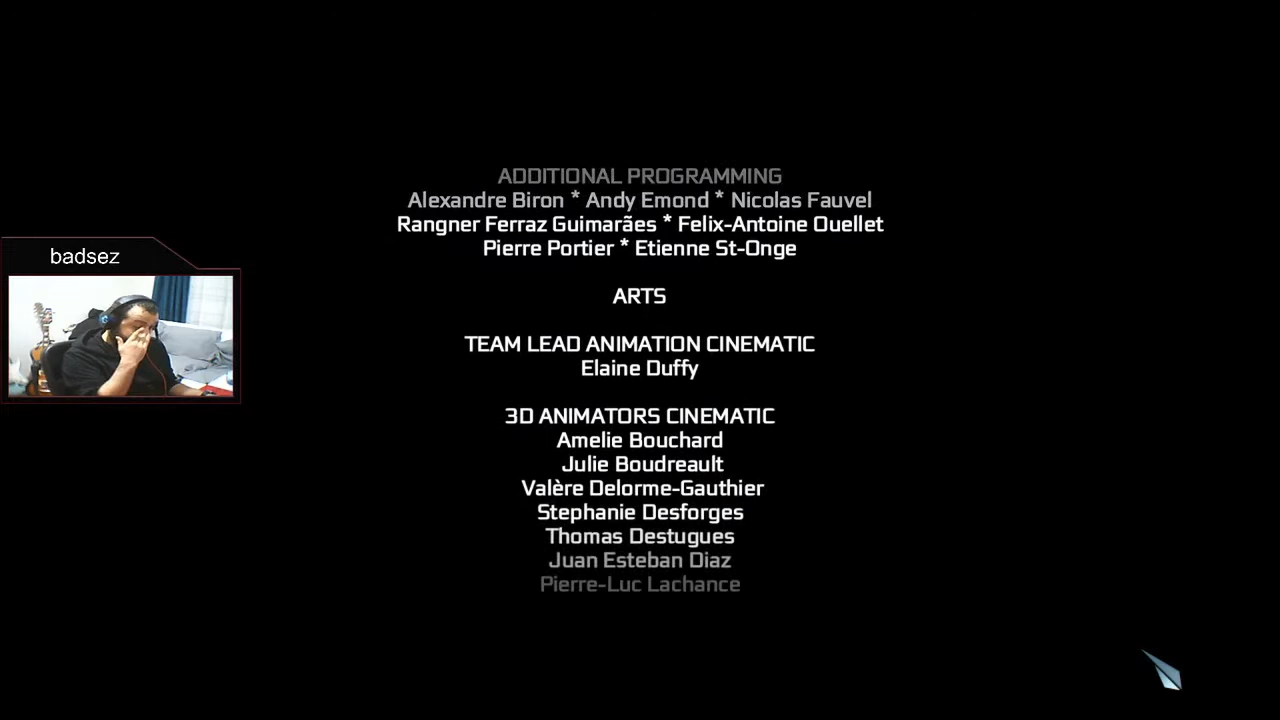 ADDITIONAL PROGRAMMING
Alexandre Biron * Andy Emond * Nicolas Fauvel
Rangner Ferraz Guimarães * Felix-Antoine Ouellet
Pierre Portier * Etienne St-Onge
badsez
ARTS
TEAM LEAD ANIMATION CINEMATIC
Elaine Duffy
3D ANIMATORS CINEMATIC
Amelie Bouchard
Julie Boudreault
Valère Delorme-Gauthier
Stephanie Desforges
Thomas Destugues
Juan Esteban Diaz
Pierre-Luc Lachance